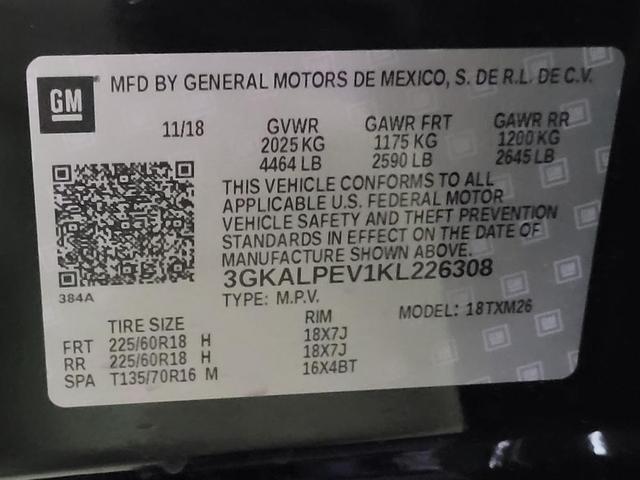 GM
MFD BY GENERAL MOTORS DE MEXICO, S. DE R.L. DE C.V.
11/18 GVWR GAWR FRT GAWR RR
2025 KG 1175 KG 1200 KG
4464 LB 2590 LB 2645 LB
THIS VEHICLE CONFORMS TO ALL
APPLICABLE U.S. FEDERAL MOTOR
VEHICLE SAFETY AND THEFT PREVENTION
STANDARDS IN EFFECT ON THE DATE OF
MANUFACTURE SHOWN ABOVE.
384A
3GKALPEV1KL226308
TYPE: M.P.V. MODEL: 18TXM26
TIRE SIZE RIM
FRT 225/60R18 H 18X7J
RR 225/60R18 H 18X7J
SPA T135/70R16 M 16X4BT